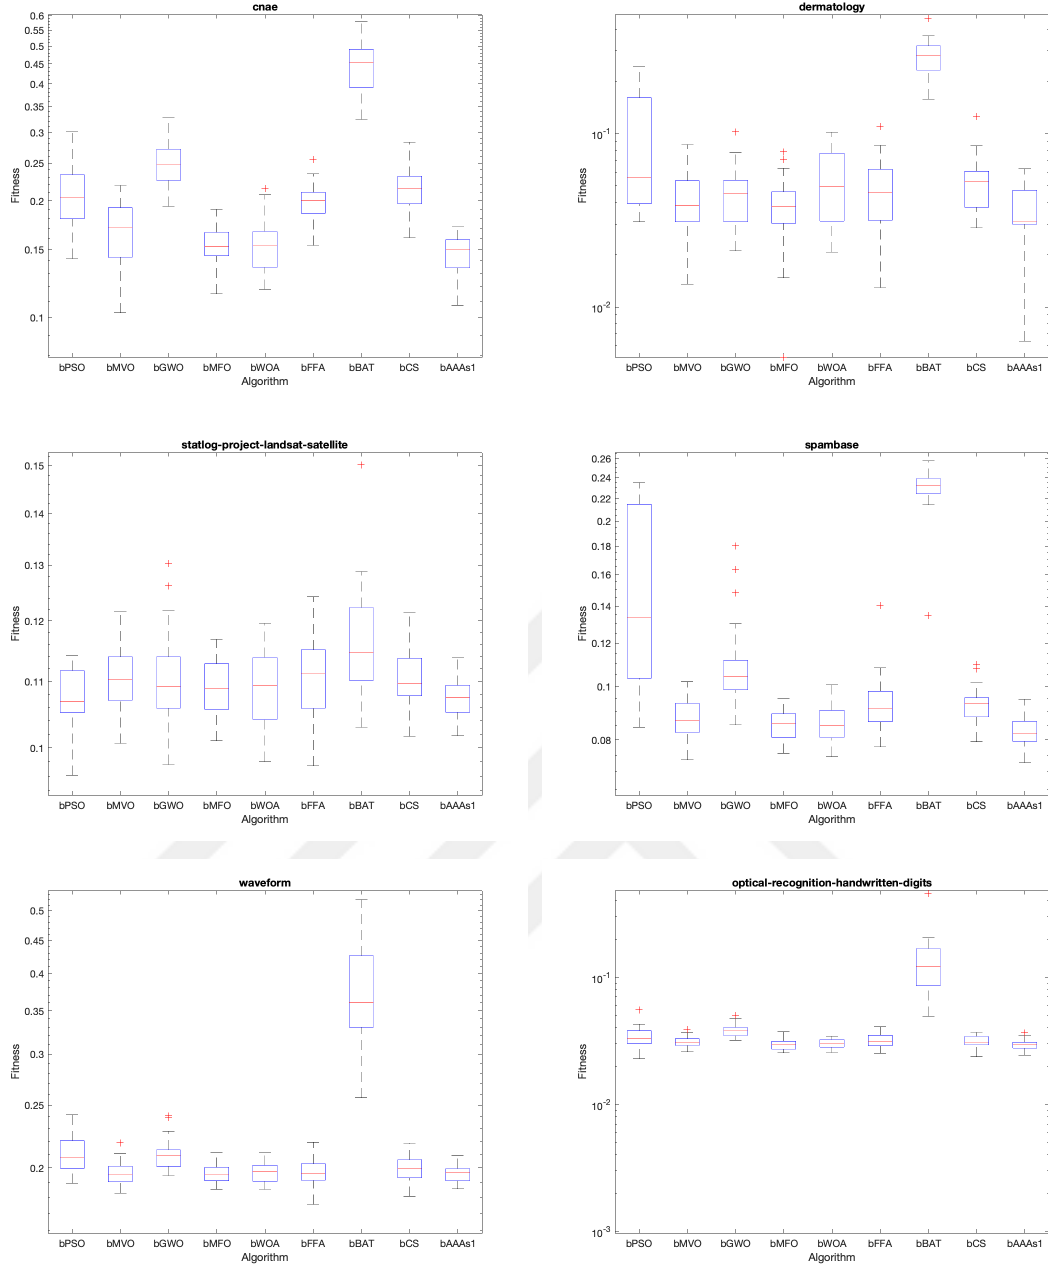 cnae
0.6
0.55
0.5
0.45
0.4
0.35
0.3
0.25
0.2
0.15
0.1
Fitness
bPSO bMVO bGWO bMFO bWOA bFFA bBAT bCS bAAAs1
Algorithm
dermatology
10-1
10-2
Fitness
bPSO bMVO bGWO bMFO bWOA bFFA bBAT bCS bAAAs1
Algorithm
statlog-project-landsat-satellite
0.15
0.14
0.13
0.12
0.11
0.1
Fitness
bPSO bMVO bGWO bMFO bWOA bFFA bBAT bCS bAAAs1
Algorithm
spambase
0.26
0.24
0.22
0.2
0.18
0.16
0.14
0.12
0.1
0.08
Fitness
bPSO bMVO bGWO bMFO bWOA bFFA bBAT bCS bAAAs1
Algorithm
waveform
0.5
0.45
0.4
0.35
0.3
0.25
0.2
Fitness
bPSO bMVO bGWO bMFO bWOA bFFA bBAT bCS bAAAs1
Algorithm
optical-recognition-handwritten-digits
10-1
10-2
10-3
Fitness
bPSO bMVO bGWO bMFO bWOA bFFA bBAT bCS bAAAs1
Algorithm